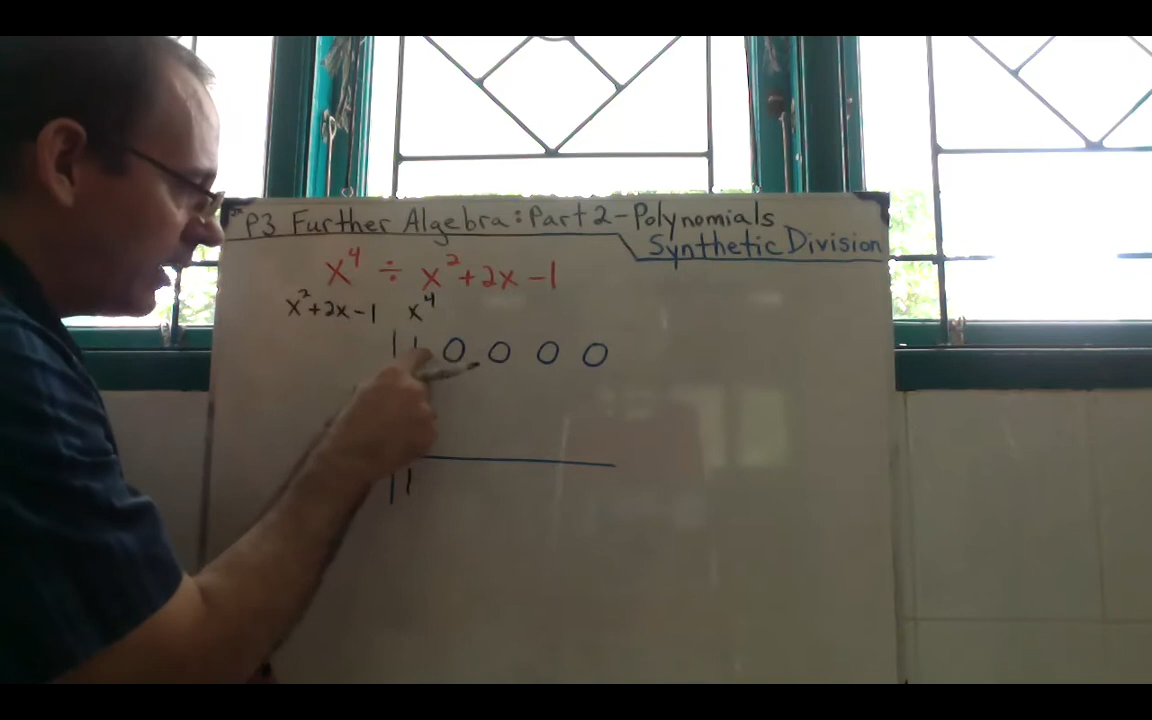 P3 Further Algebra: Part 2 - Polynomials
Synthetic Division
x⁴ ÷ x² + 2x - 1
x² + 2x - 1 x⁴
1 0 0 0 0
1